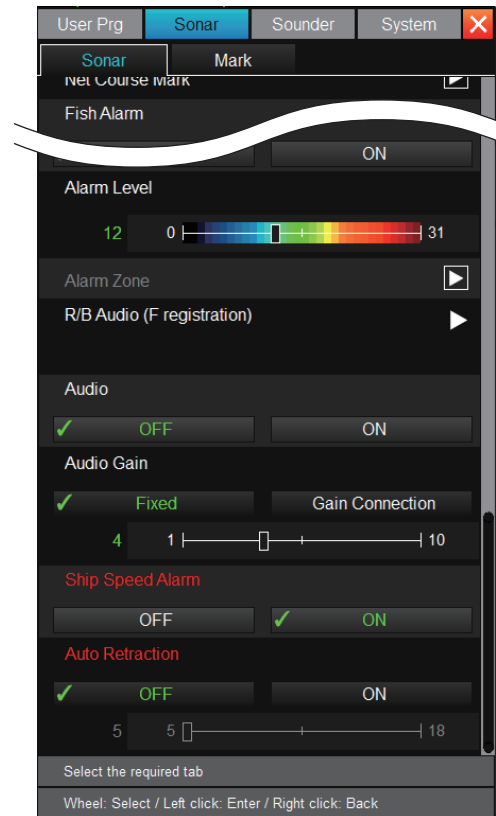 User Prg Sonar Sounder System
Sonar Mark
Net Course Mark
Fish Alarm
ON
Alarm Level
12 0 31
Alarm Zone
R/B Audio (F registration)
Audio
✓ OFF ON
Audio Gain
✓ Fixed Gain Connection
4 1 10
Ship Speed Alarm
OFF ✓ ON
Auto Retraction
✓ OFF ON
5 5 18
Select the required tab
Wheel: Select / Left click: Enter / Right click: Back